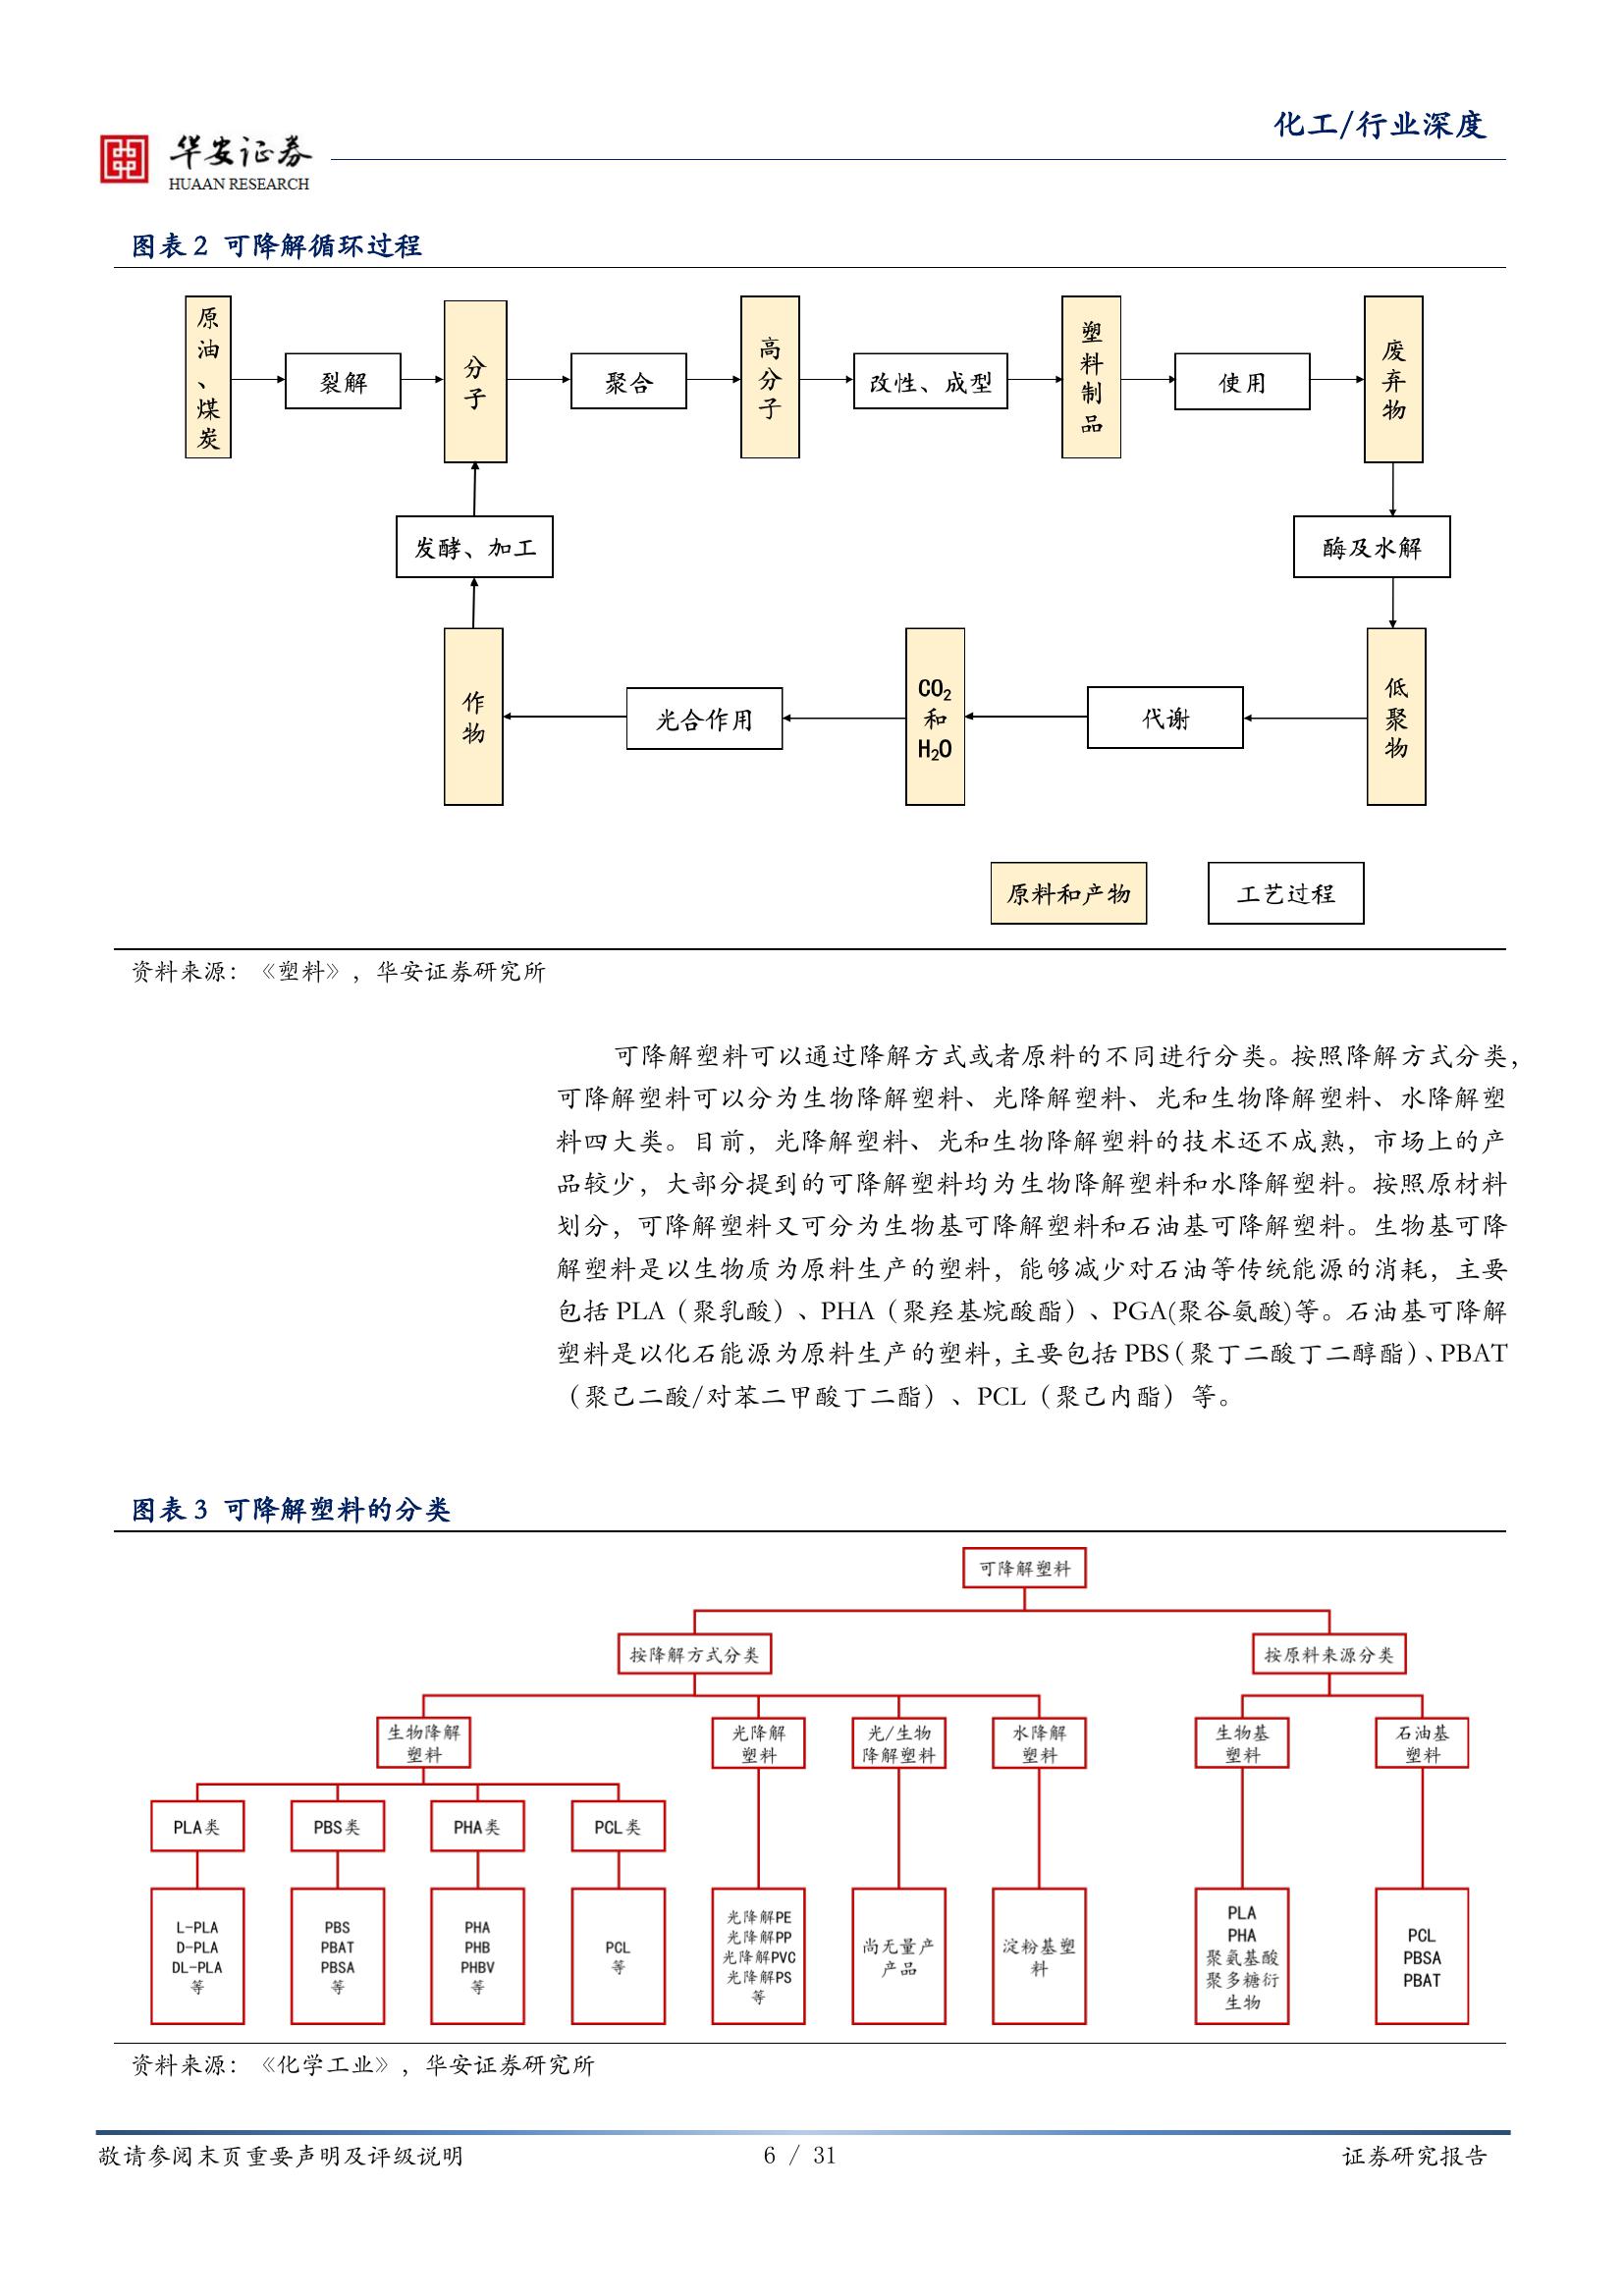 化工/行业深度
华安证券
HUAAN RESEARCH
图表2 可降解循环过程
原油、煤炭
裂解
分子
聚合
高分子
改性、成型
塑料制品
使用
废弃物
发酵、加工
酶及水解
作物
光合作用
CO₂和H₂O
代谢
低聚物
原料和产物
工艺过程
资料来源：《塑料》，华安证券研究所
可降解塑料可以通过降解方式或者原料的不同进行分类。按照降解方式分类，
可降解塑料可以分为生物降解塑料、光降解塑料、光和生物降解塑料、水降解塑
料四大类。目前，光降解塑料、光和生物降解塑料的技术还不成熟，市场上的产
品较少，大部分提到的可降解塑料均为生物降解塑料和水降解塑料。按照原材料
划分，可降解塑料又可分为生物基可降解塑料和石油基可降解塑料。生物基可降
解塑料是以生物质为原料生产的塑料，能够减少对石油等传统能源的消耗，主要
包括 PLA（聚乳酸）、PHA（聚羟基烷酸酯）、PGA(聚谷氨酸)等。石油基可降解
塑料是以化石能源为原料生产的塑料，主要包括 PBS（聚丁二酸丁二醇酯）、PBAT
（聚己二酸/对苯二甲酸丁二酯）、PCL（聚己内酯）等。
图表3 可降解塑料的分类
可降解塑料
按降解方式分类
按原料来源分类
生物降解
塑料
光降解
塑料
光/生物
降解塑料
水降解
塑料
生物基
塑料
石油基
塑料
PLA类
PBS类
PHA类
PCL类
L-PLA
D-PLA
DL-PLA
等
PBS
PBAT
PBSA
等
PHA
PHB
PHBV
等
PCL
等
光降解PE
光降解PP
光降解PVC
光降解PS
等
尚无量产
产品
淀粉基塑
料
PLA
PHA
聚氨基酸
聚多糖衍
生物
PCL
PBSA
PBAT
资料来源：《化学工业》，华安证券研究所
敬请参阅末页重要声明及评级说明
6 / 31
证券研究报告